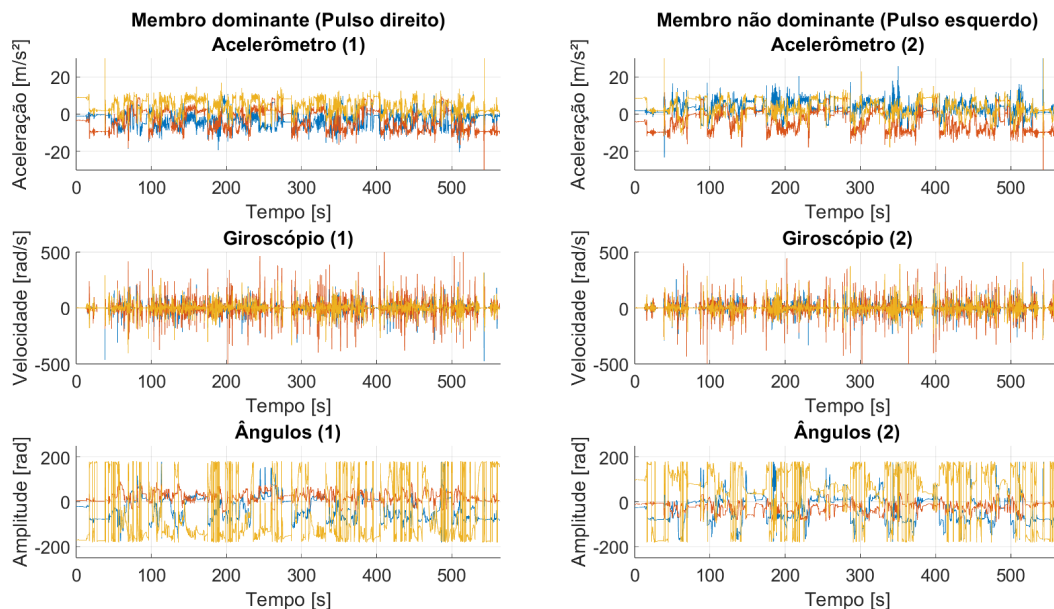 Membro dominante (Pulso direito)
Acelerômetro (1)
Aceleração [m/s²]
20
0
-20
0 100 200 300 400 500
Tempo [s]
Membro não dominante (Pulso esquerdo)
Acelerômetro (2)
Aceleração [m/s²]
20
0
-20
0 100 200 300 400 500
Tempo [s]
Giroscópio (1)
Velocidade [rad/s]
500
0
-500
0 100 200 300 400 500
Tempo [s]
Giroscópio (2)
Velocidade [rad/s]
500
0
-500
0 100 200 300 400 500
Tempo [s]
Ângulos (1)
Amplitude [rad]
200
0
-200
0 100 200 300 400 500
Tempo [s]
Ângulos (2)
Amplitude [rad]
200
0
-200
0 100 200 300 400 500
Tempo [s]